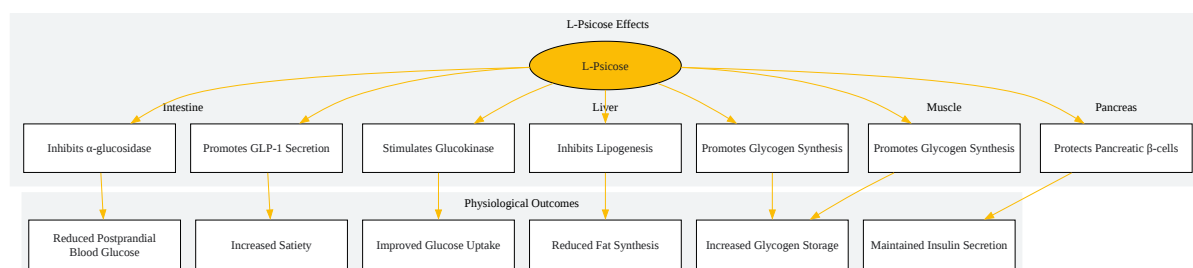 L-Psicose Effects
L-Psicose
Intestine
Liver
Muscle
Pancreas
Inhibits α-glucosidase
Promotes GLP-1 Secretion
Stimulates Glucokinase
Inhibits Lipogenesis
Promotes Glycogen Synthesis
Promotes Glycogen Synthesis
Protects Pancreatic β-cells
Physiological Outcomes
Reduced Postprandial
Blood Glucose
Increased Satiety
Improved Glucose Uptake
Reduced Fat Synthesis
Increased Glycogen Storage
Maintained Insulin Secretion